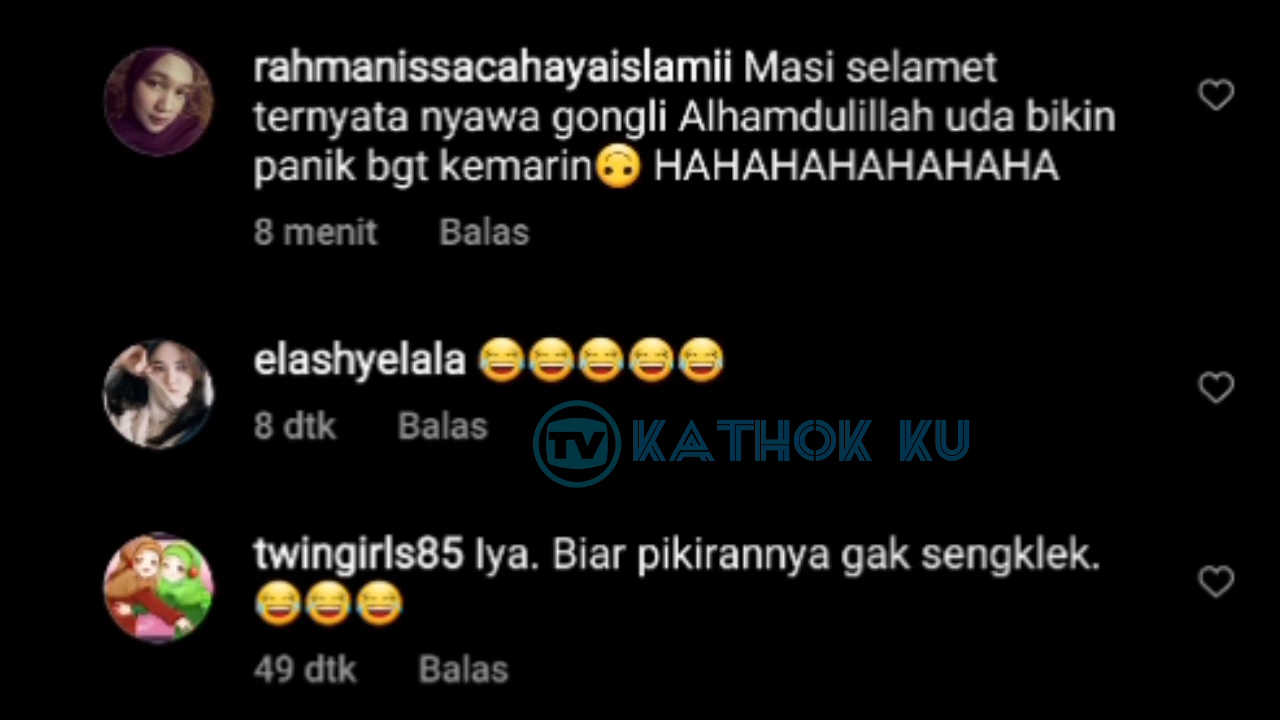 rahmanissacahayaislamii Masi selamet
ternyata nyawa gongli Alhamdulillah uda bikin
panik bgt kemarin🙃 HAHAHAHAHAHAHA
8 menit Balas
elashyelala 😂😂😂😂😂
8 dtk Balas
TV KATHOK KU
twingirls85 Iya. Biar pikirannya gak sengklek.
😂😂😂
49 dtk Balas